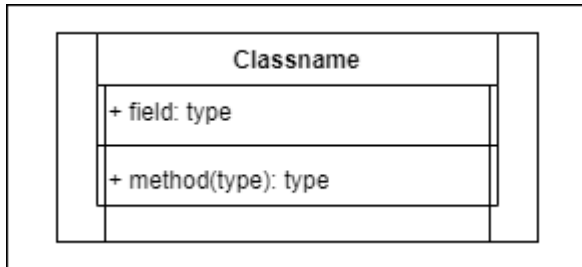 Classname
+ field: type
+ method(type): type